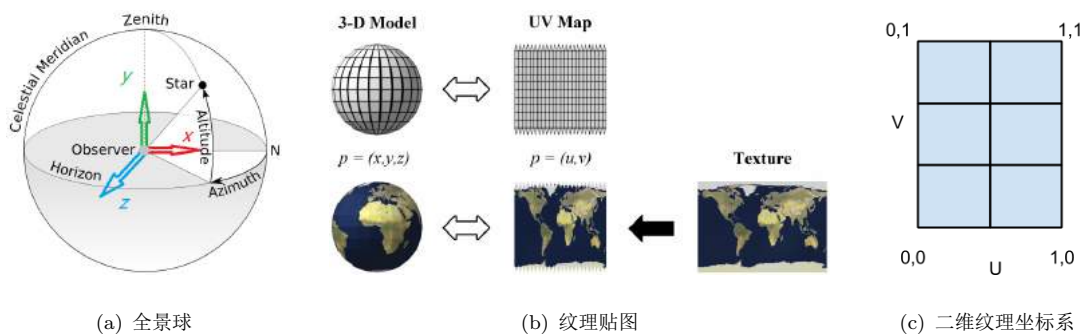 Zenith
Celestial Meridian
y
Star
Altitude
x
Observer
N
Horizon
Azimuth
z
(a) 全景球
3-D Model
UV Map
p = (x,y,z)
p = (u,v)
Texture
(b) 纹理贴图
0,1
1,1
V
0,0
U
1,0
(c) 二维纹理坐标系